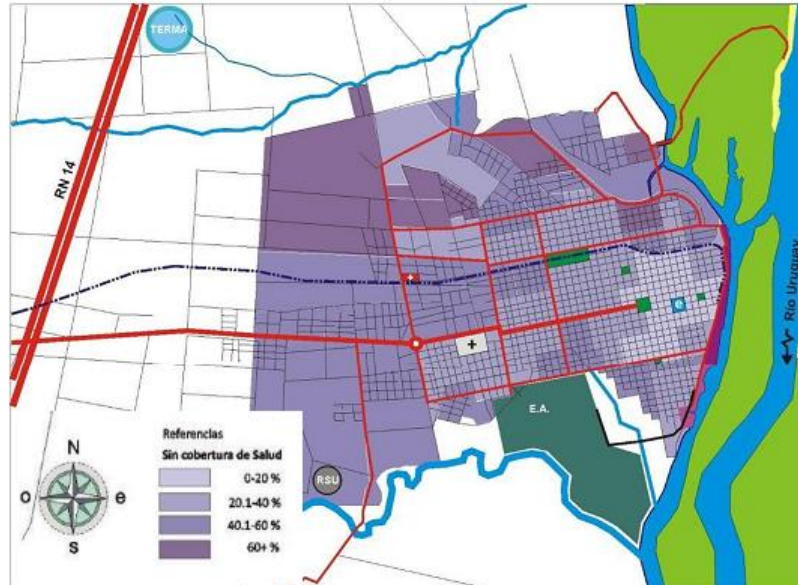 TERMA
RN 14
Río Uruguay
e
E.A.
RSU
N
O
e
S
Referencias
Sin cobertura de Salud
0-20 %
20.1-40 %
40.1-60 %
60+ %